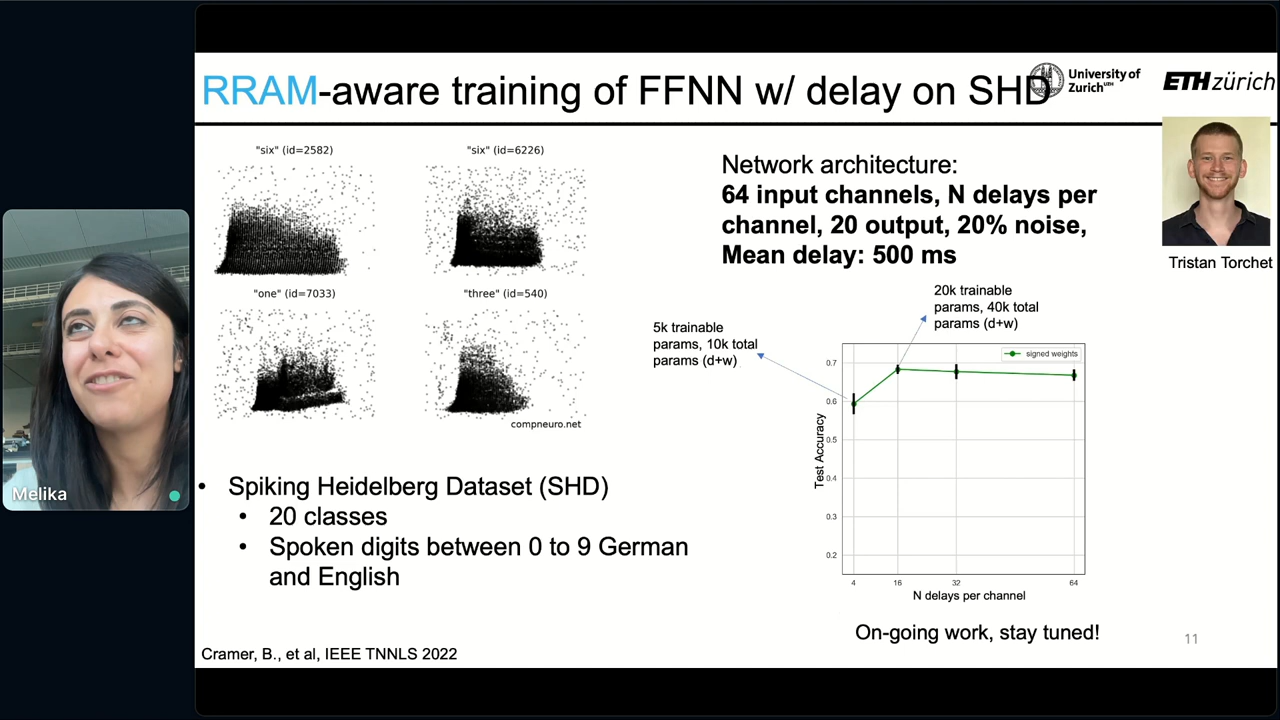 RRAM-aware training of FFNN w/ delay on SHD
University of
Zurich UZH
ETH zürich
"six" (id=2582)
"six" (id=6226)
"one" (id=7033)
"three" (id=540)
compneuro.net
Network architecture:
64 input channels, N delays per
channel, 20 output, 20% noise,
Mean delay: 500 ms
Tristan Torchet
5k trainable
params, 10k total
params (d+w)
20k trainable
params, 40k total
params (d+w)
signed weights
0.7
0.6
0.5
0.4
0.3
0.2
Test Accuracy
4 16 32 64
N delays per channel
Melika
• Spiking Heidelberg Dataset (SHD)
• 20 classes
• Spoken digits between 0 to 9 German
and English
On-going work, stay tuned!
11
Cramer, B., et al, IEEE TNNLS 2022